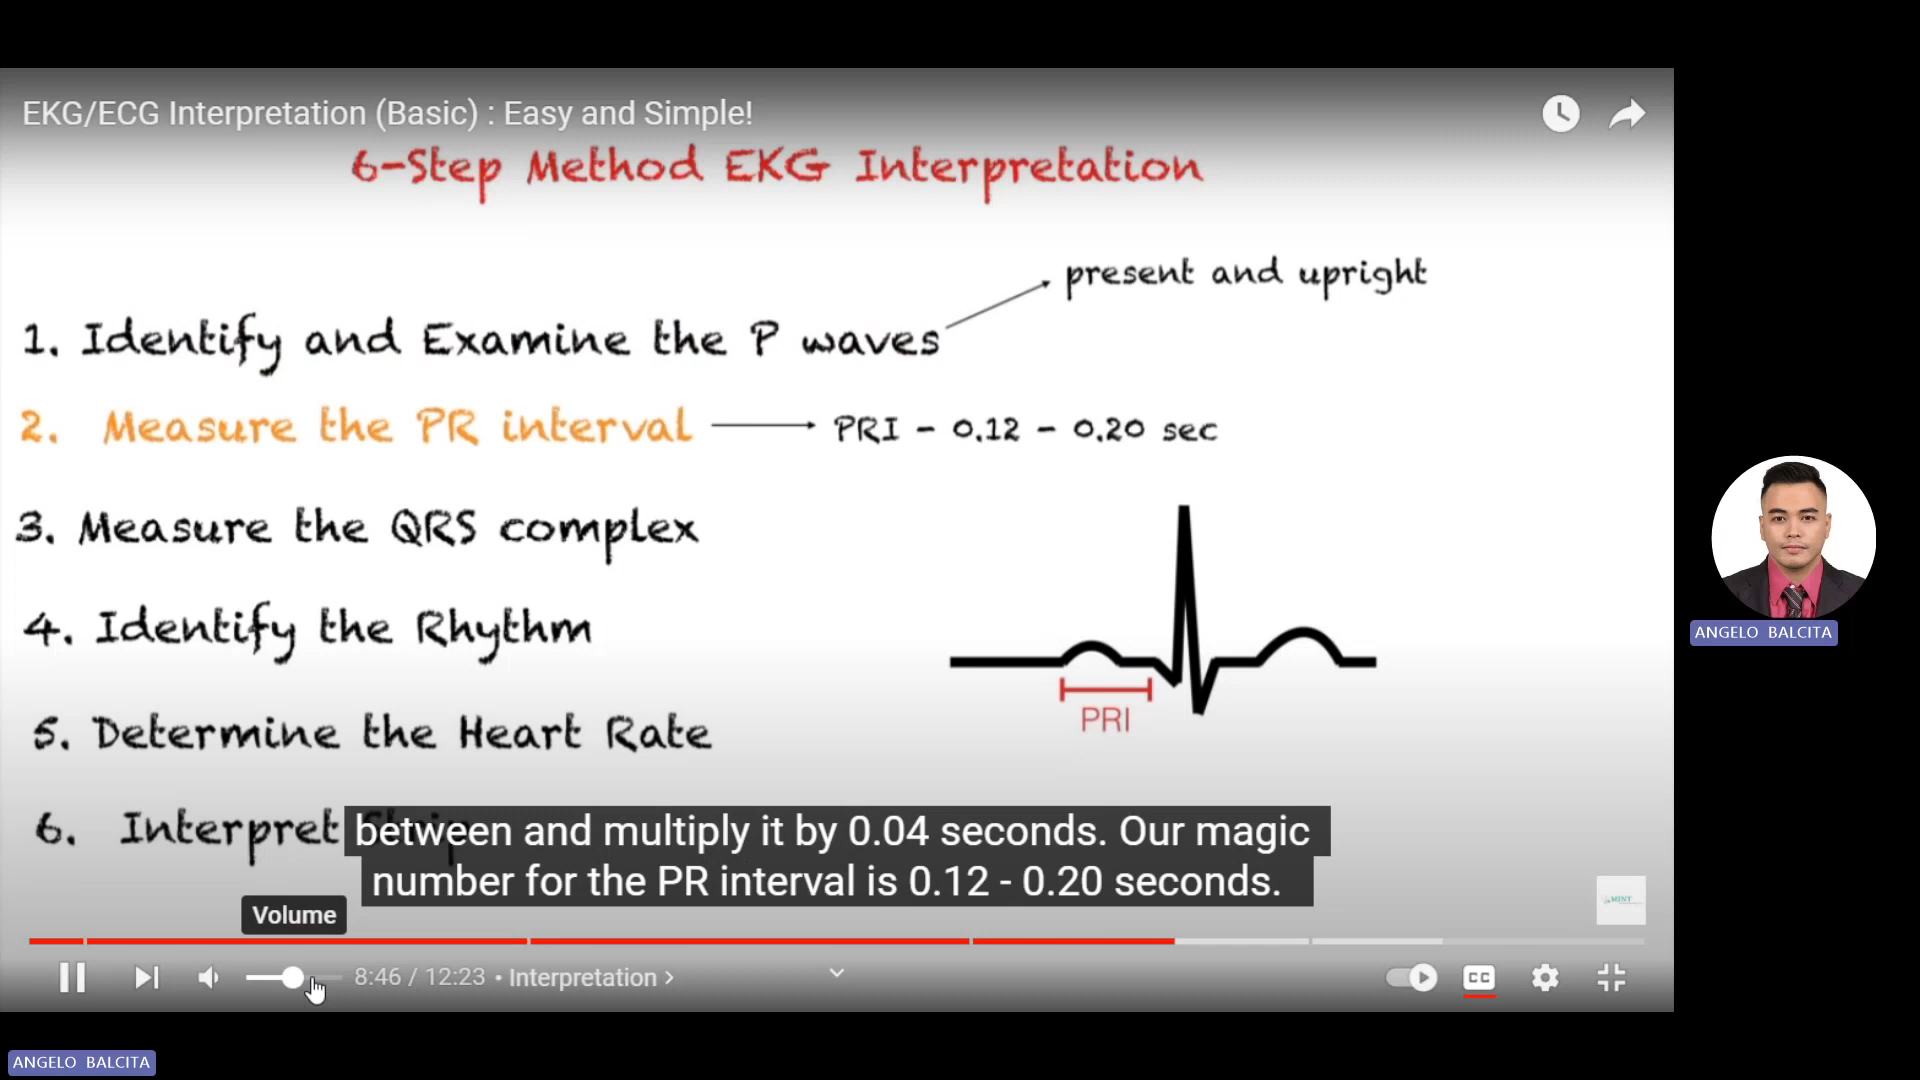 EKG/ECG Interpretation (Basic) : Easy and Simple!
6-Step Method EKG Interpretation
present and upright
1. Identify and Examine the P waves
2. Measure the PR interval
PRI - 0.12 - 0.20 sec
3. Measure the QRS complex
4. Identify the Rhythm
PRI
5. Determine the Heart Rate
6. Interpret
between and multiply it by 0.04 seconds. Our magic
number for the PR interval is 0.12 - 0.20 seconds.
Volume
MINT
8:46 / 12:23 • Interpretation >
CC
ANGELO BALCITA
ANGELO BALCITA